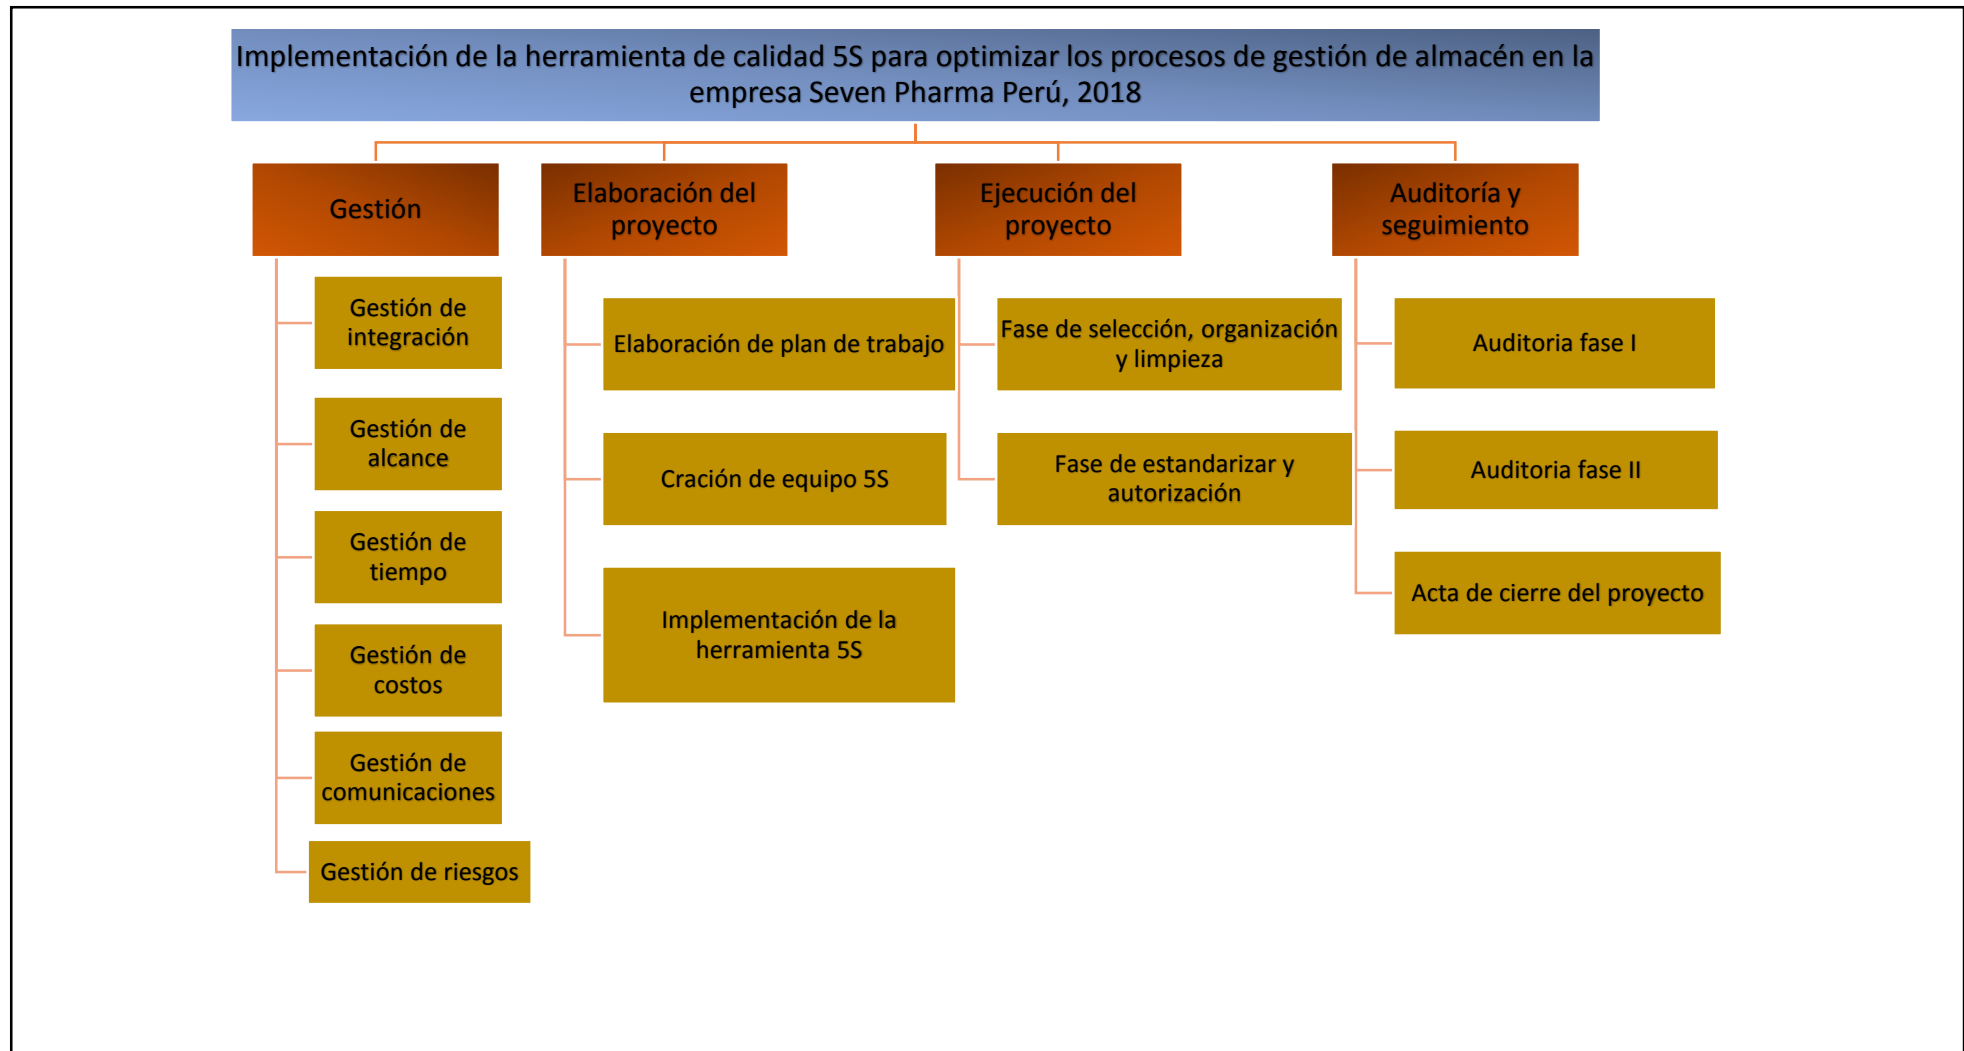 Implementación de la herramienta de calidad 5S para optimizar los procesos de gestión de almacén en la
empresa Seven Pharma Perú, 2018
Gestión
Gestión de
integración
Gestión de
alcance
Gestión de
tiempo
Gestión de
costos
Gestión de
comunicaciones
Gestión de riesgos
Elaboración del
proyecto
Elaboración de plan de trabajo
Cración de equipo 5S
Implementación de la
herramienta 5S
Ejecución del
proyecto
Fase de selección, organización
y limpieza
Fase de estandarizar y
autorización
Auditoría y
seguimiento
Auditoria fase I
Auditoria fase II
Acta de cierre del proyecto